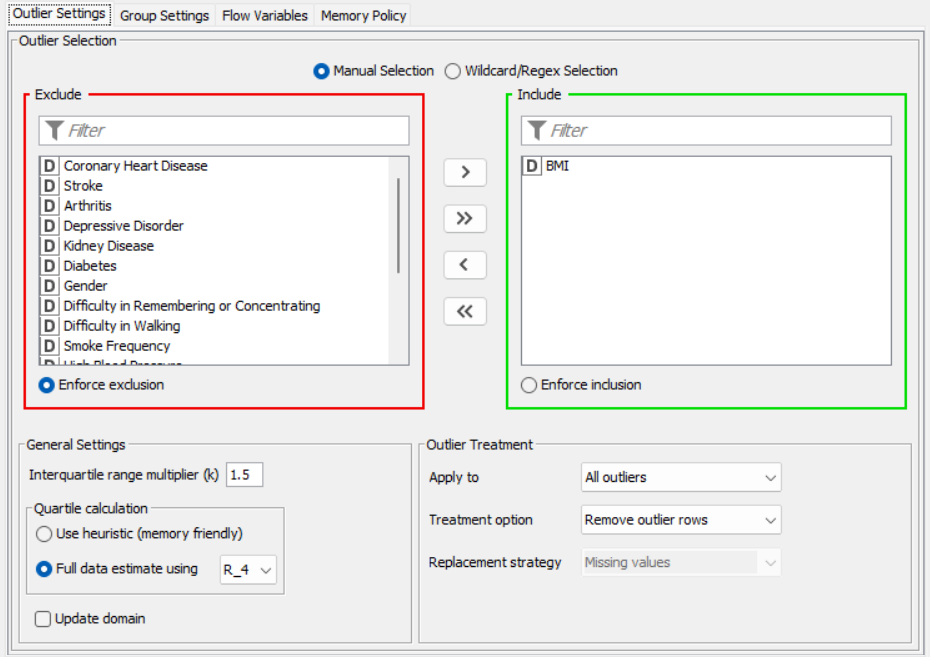 Outlier Settings Group Settings Flow Variables Memory Policy
Outlier Selection
Manual Selection Wildcard/Regex Selection
Exclude
Filter
D Coronary Heart Disease
D Stroke
D Arthritis
D Depressive Disorder
D Kidney Disease
D Diabetes
D Gender
D Difficulty in Remembering or Concentrating
D Difficulty in Walking
D Smoke Frequency
D High Blood Pressure
Enforce exclusion
>
>>
<
<<
Include
Filter
D BMI
Enforce inclusion
General Settings
Interquartile range multiplier (k) 1.5
Quartile calculation
Use heuristic (memory friendly)
Full data estimate using R_4
Update domain
Outlier Treatment
Apply to All outliers
Treatment option Remove outlier rows
Replacement strategy Missing values